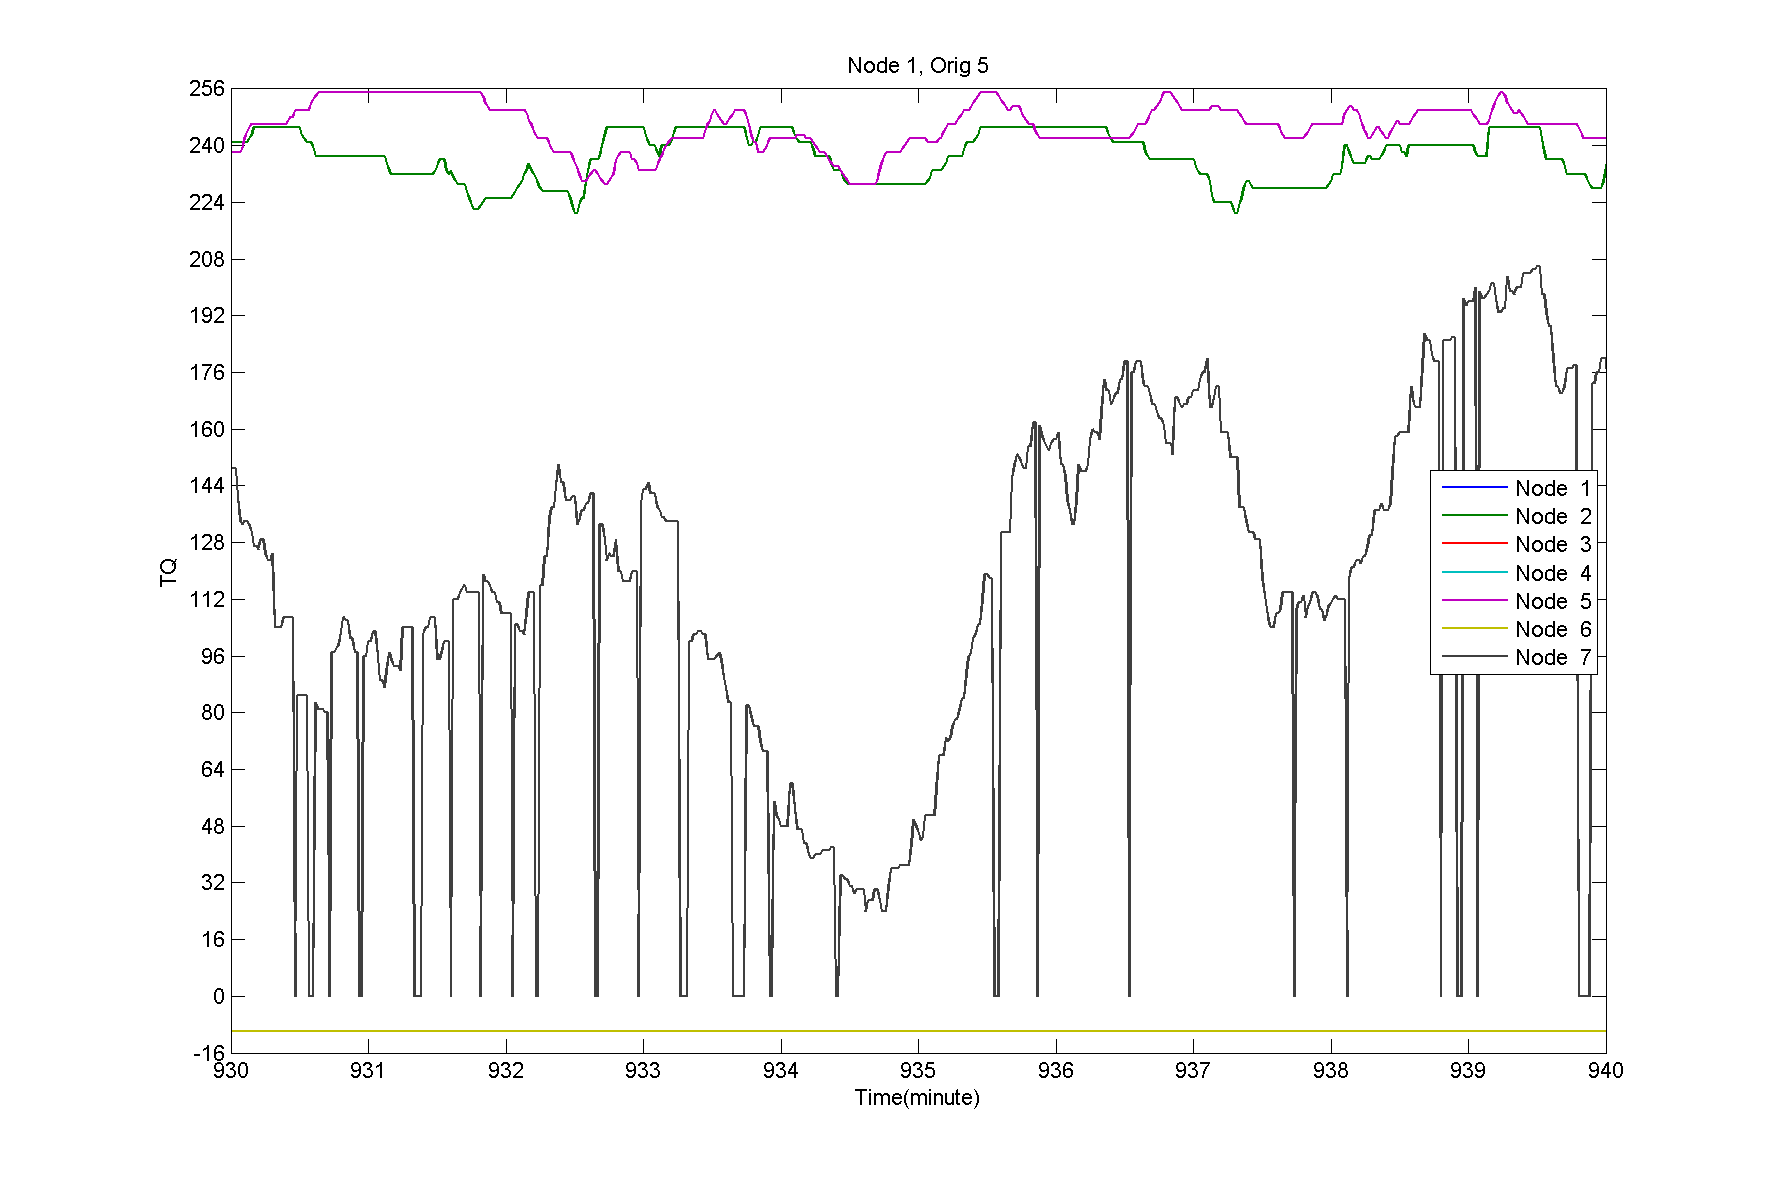 Node 1, Orig 5
256
240
224
208
192
176
160
144
128
112
96
80
64
48
32
16
0
-16
TQ
Node 1
Node 2
Node 3
Node 4
Node 5
Node 6
Node 7
930 931 932 933 934 935 936 937 938 939 940
Time(minute)